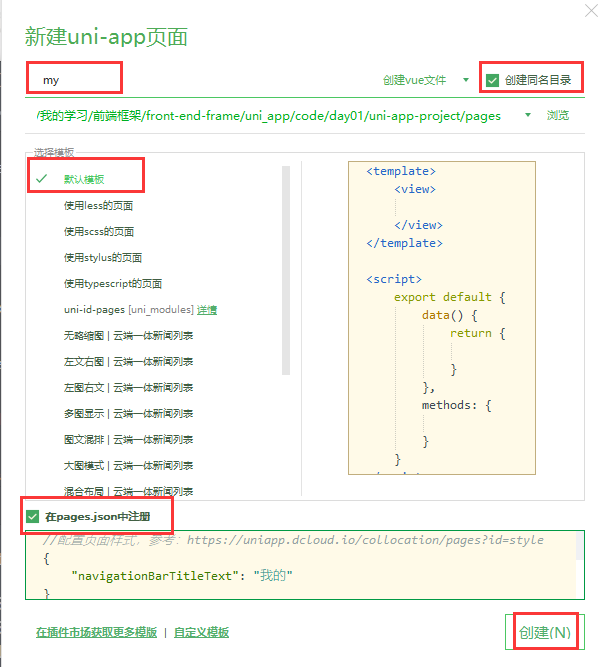 新建uni-app页面
my
创建vue文件
创建同名目录
/我的学习/前端框架/front-end-frame/uni_app/code/day01/uni-app-project/pages
浏览
选择模板
默认模板
使用less的页面
使用scss的页面
使用stylus的页面
使用typescript的页面
uni-id-pages [uni_modules] 详情
无略缩图 | 云端一体新闻列表
左文右图 | 云端一体新闻列表
左图右文 | 云端一体新闻列表
多图显示 | 云端一体新闻列表
图文混排 | 云端一体新闻列表
大图模式 | 云端一体新闻列表
混合布局 | 云端一体新闻列表
<template>
<view>
</view>
</template>
<script>
export default {
data() {
return {
}
},
methods: {
}
}
在pages.json中注册
//配置页面样式，参考：https://uniapp.dcloud.io/collocation/pages?id=style
{
"navigationBarTitleText": "我的"
}
在插件市场获取更多模版 | 自定义模板
创建(N)